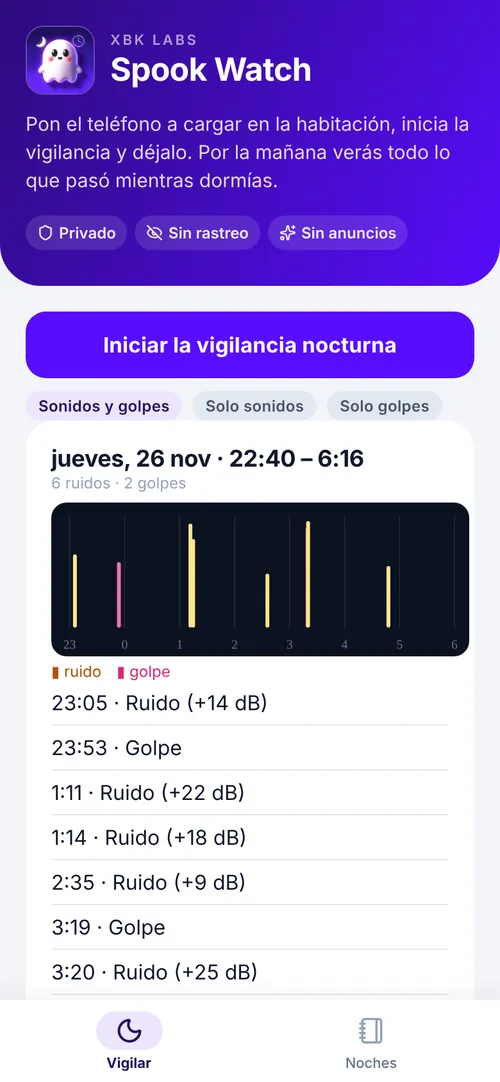 XBK LABS
Spook Watch
Pon el teléfono a cargar en la habitación, inicia la
vigilancia y déjalo. Por la mañana verás todo lo
que pasó mientras dormías.
Privado
Sin rastreo
Sin anuncios
Iniciar la vigilancia nocturna
Sonidos y golpes
Solo sonidos
Solo golpes
jueves, 26 nov · 22:40 – 6:16
6 ruidos · 2 golpes
23 0 1 2 3 4 5 6
ruido golpe
23:05 · Ruido (+14 dB)
23:53 · Golpe
1:11 · Ruido (+22 dB)
1:14 · Ruido (+18 dB)
2:35 · Ruido (+9 dB)
3:19 · Golpe
3:20 · Ruido (+25 dB)
Vigilar
Noches